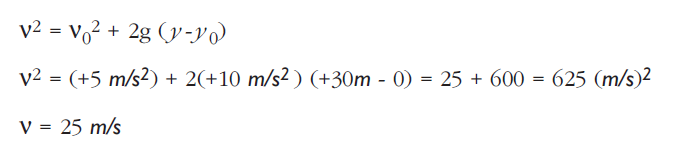 v² = v₀² + 2g (y-y₀)
v² = (+5 m/s²) + 2(+10 m/s² ) (+30m - 0) = 25 + 600 = 625 (m/s)²
v = 25 m/s